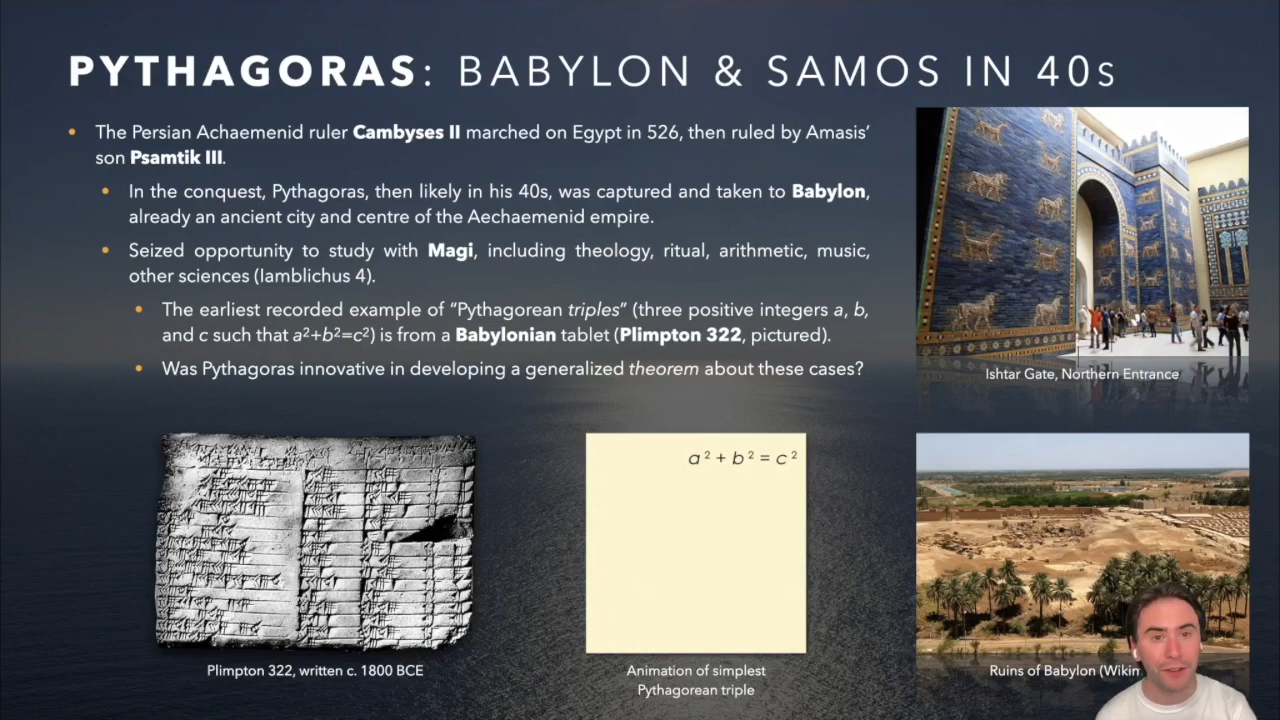 PYTHAGORAS: BABYLON & SAMOS IN 40s
• The Persian Achaemenid ruler Cambyses II marched on Egypt in 526, then ruled by Amasis’
son Psamtik III.
• In the conquest, Pythagoras, then likely in his 40s, was captured and taken to Babylon,
already an ancient city and centre of the Aechaemenid empire.
• Seized opportunity to study with Magi, including theology, ritual, arithmetic, music,
other sciences (Iamblichus 4).
• The earliest recorded example of “Pythagorean triples” (three positive integers a, b,
and c such that a²+b²=c²) is from a Babylonian tablet (Plimpton 322, pictured).
• Was Pythagoras innovative in developing a generalized theorem about these cases?
Ishtar Gate, Northern Entrance
a² + b² = c²
Plimpton 322, written c. 1800 BCE
Animation of simplest
Pythagorean triple
Ruins of Babylon (Wikim